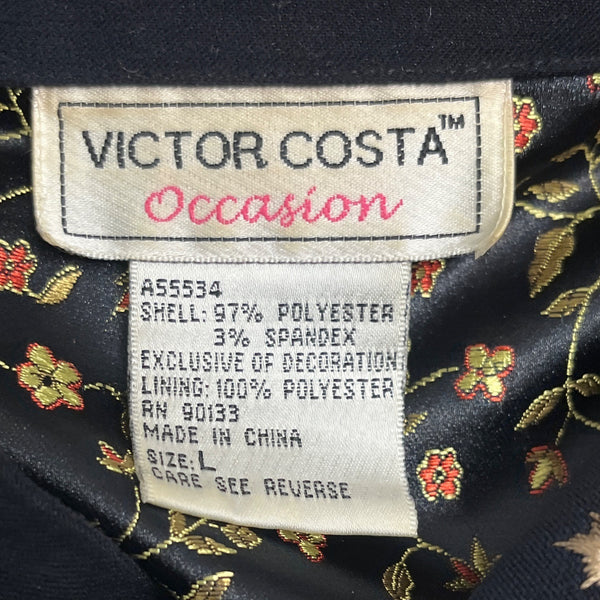 VICTOR COSTA™
Occasion
A55534
SHELL: 97% POLYESTER
3% SPANDEX
EXCLUSIVE OF DECORATION
LINING: 100% POLYESTER
RN 90133
MADE IN CHINA
SIZE: L
CARE SEE REVERSE